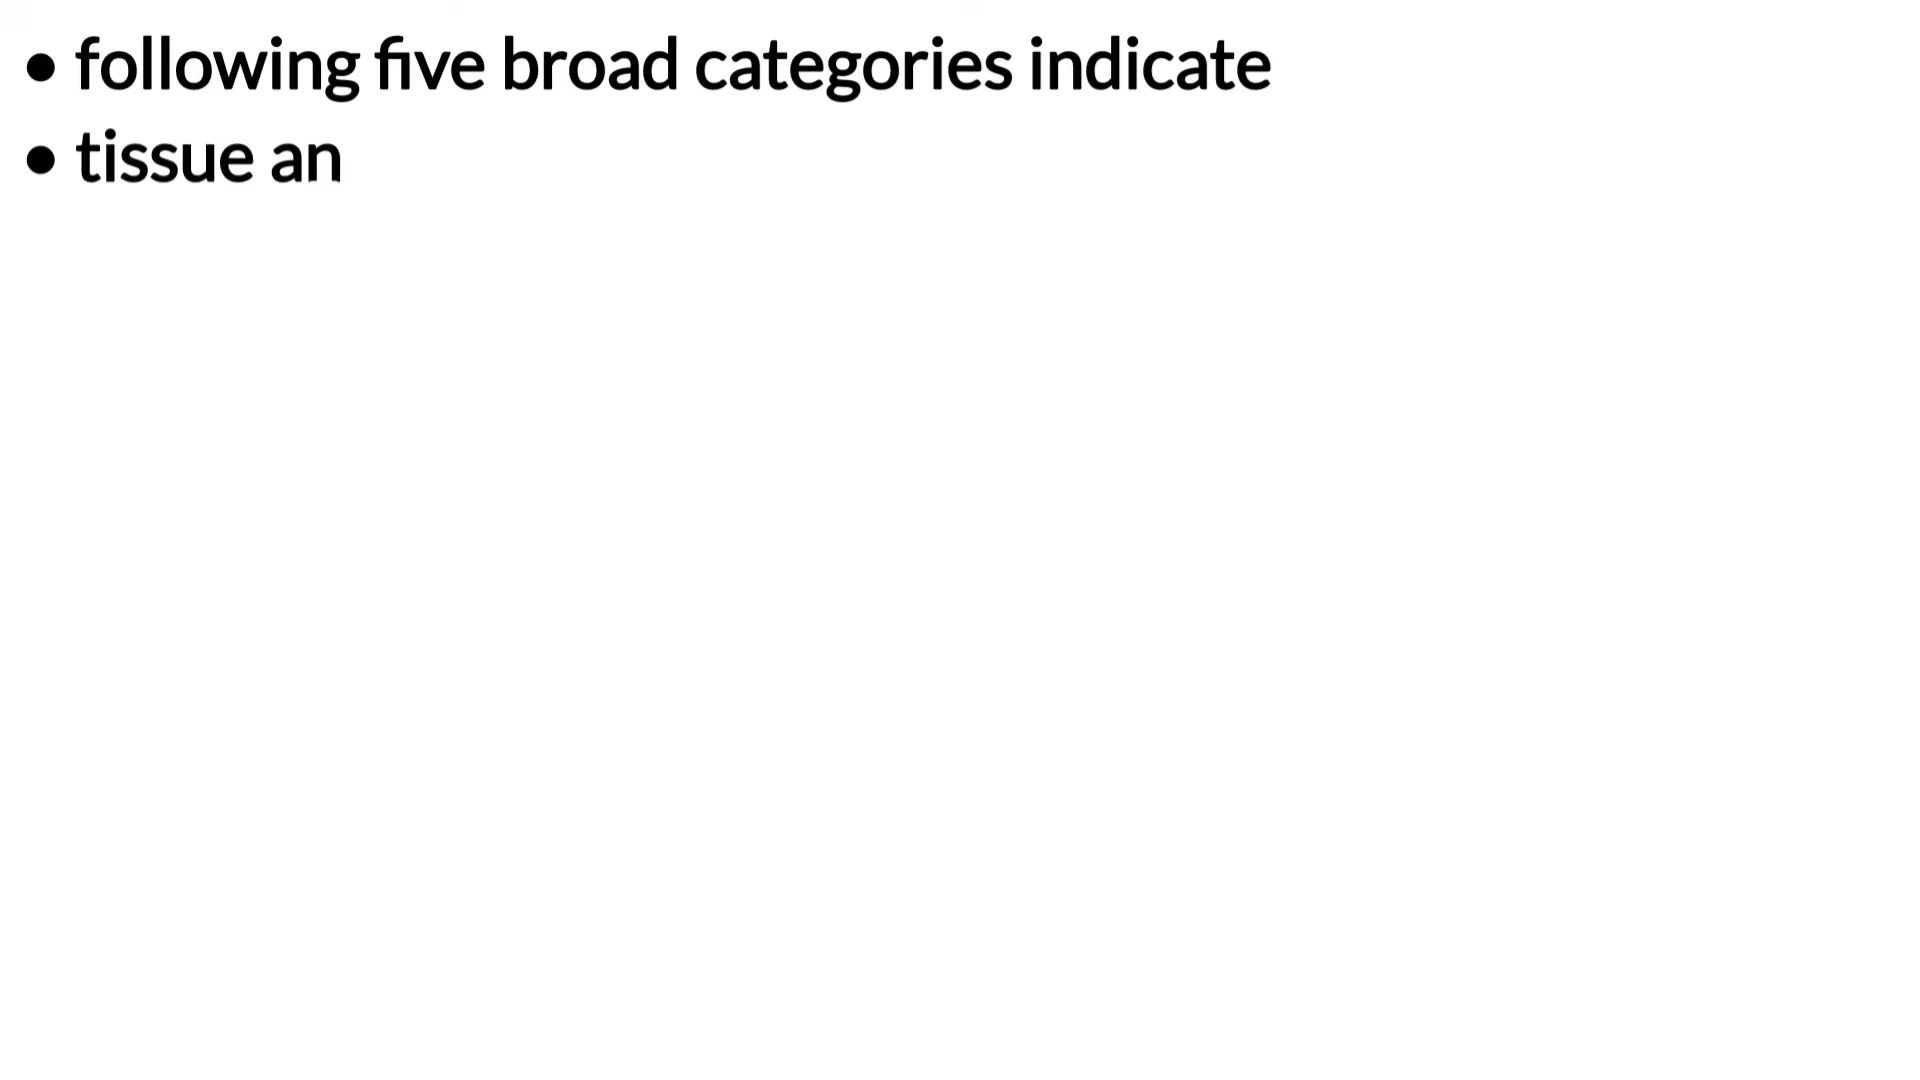 • following five broad categories indicate
• tissue an